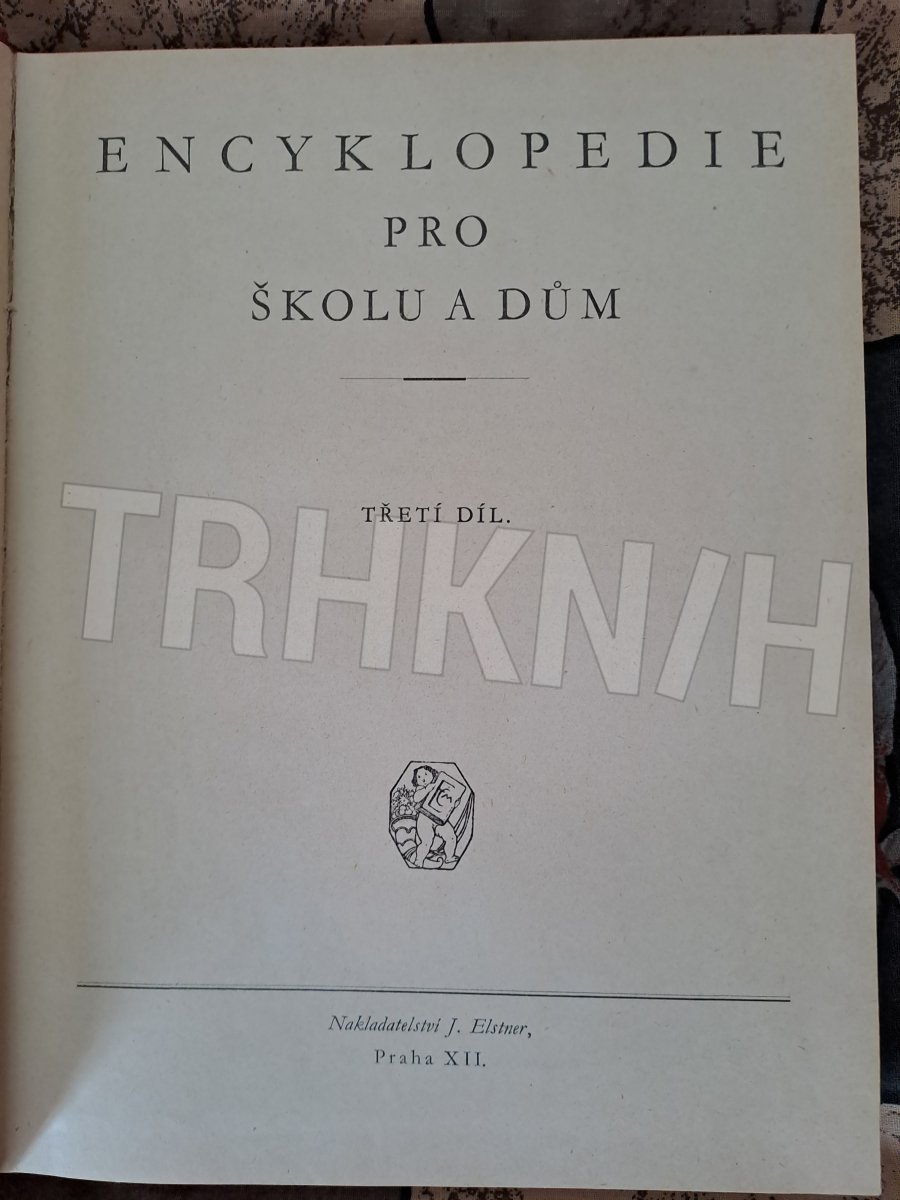 ENCYKLOPEDIE
PRO
ŠKOLU A DŮM
TŘETÍ DÍL.
TRHKNIH
Nakladatelství J. Elstner,
Praha XII.